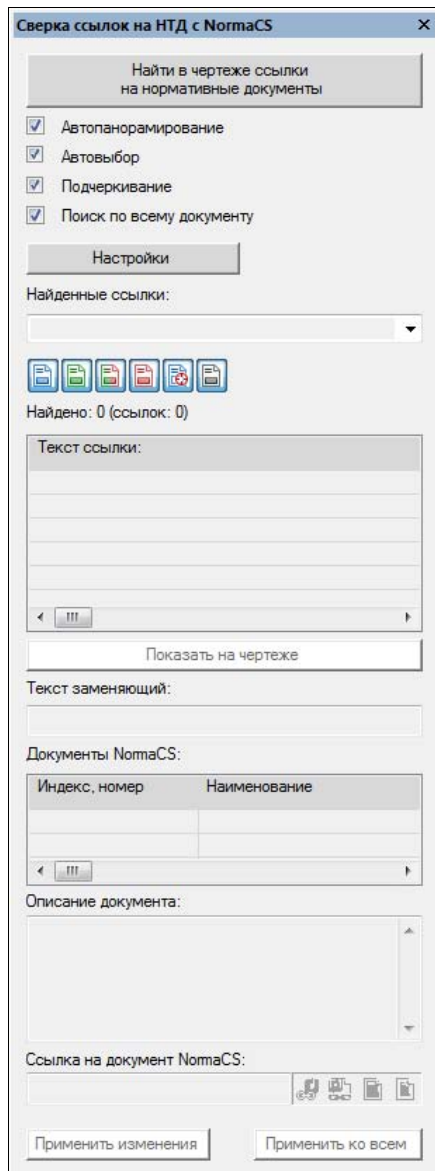 Сверка ссылок на НТД с NormaCS
Найти в чертеже ссылки
на нормативные документы
Автопанорамирование
Автовыбор
Подчеркивание
Поиск по всему документу
Настройки
Найденные ссылки:
Найдено: 0 (ссылок: 0)
Текст ссылки:
Показать на чертеже
Текст заменяющий:
Документы NormaCS:
Индекс, номер Наименование
Описание документа:
Ссылка на документ NormaCS:
Применить изменения Применить ко всем